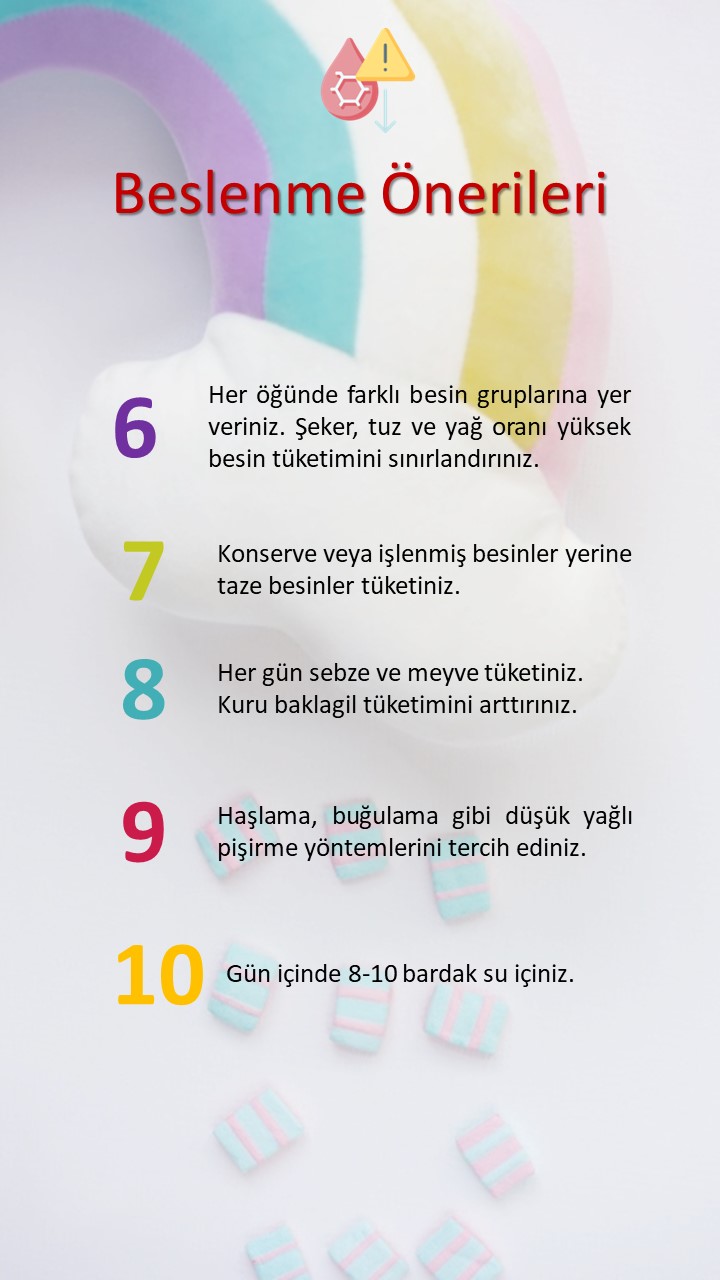 Beslenme Önerileri
6
Her öğünde farklı besin gruplarına yer
veriniz. Şeker, tuz ve yağ oranı yüksek
besin tüketimini sınırlandırınız.
7
Konserve veya işlenmiş besinler yerine
taze besinler tüketiniz.
8
Her gün sebze ve meyve tüketiniz.
Kuru baklagil tüketimini arttırınız.
9
Haşlama, buğulama gibi düşük yağlı
pişirme yöntemlerini tercih ediniz.
10
Gün içinde 8-10 bardak su içiniz.